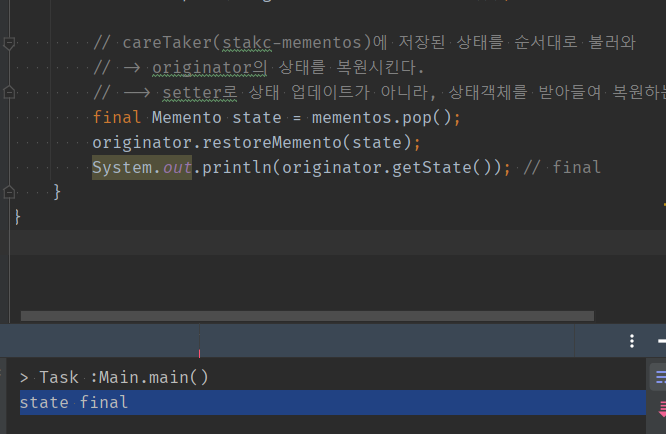 // careTaker(stakc-mementos)에 저장된 상태를 순서대로 불러와
// -> originator의 상태를 복원시킨다.
// --> setter로 상태 업데이트가 아니라, 상태객체를 받아들여 복원하는
final Memento state = mementos.pop();
originator.restoreMemento(state);
System.out.println(originator.getState()); // final
}
}
> Task :Main.main()
state final